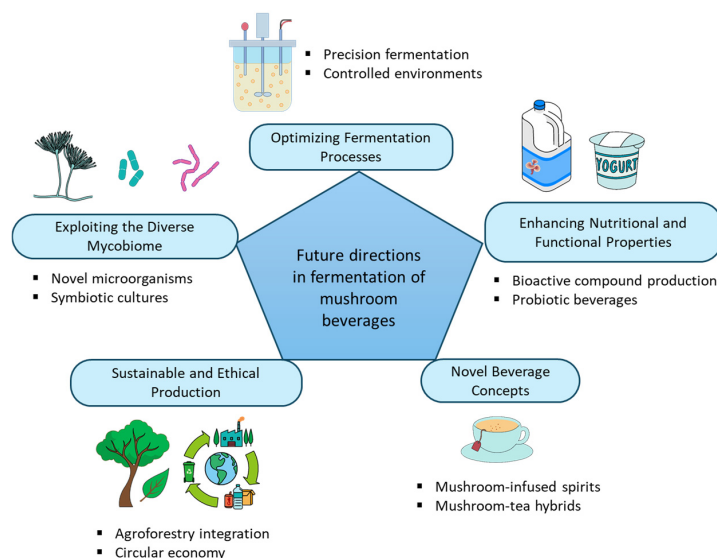 ▪ Precision fermentation
▪ Controlled environments
Optimizing Fermentation
Processes
YOGURT
Exploiting the Diverse
Mycobiome
▪ Novel microorganisms
▪ Symbiotic cultures
Enhancing Nutritional and
Functional Properties
▪ Bioactive compound production
▪ Probiotic beverages
Future directions
in fermentation of
mushroom
beverages
Sustainable and Ethical
Production
▪ Agroforestry integration
▪ Circular economy
Novel Beverage
Concepts
▪ Mushroom-infused spirits
▪ Mushroom-tea hybrids